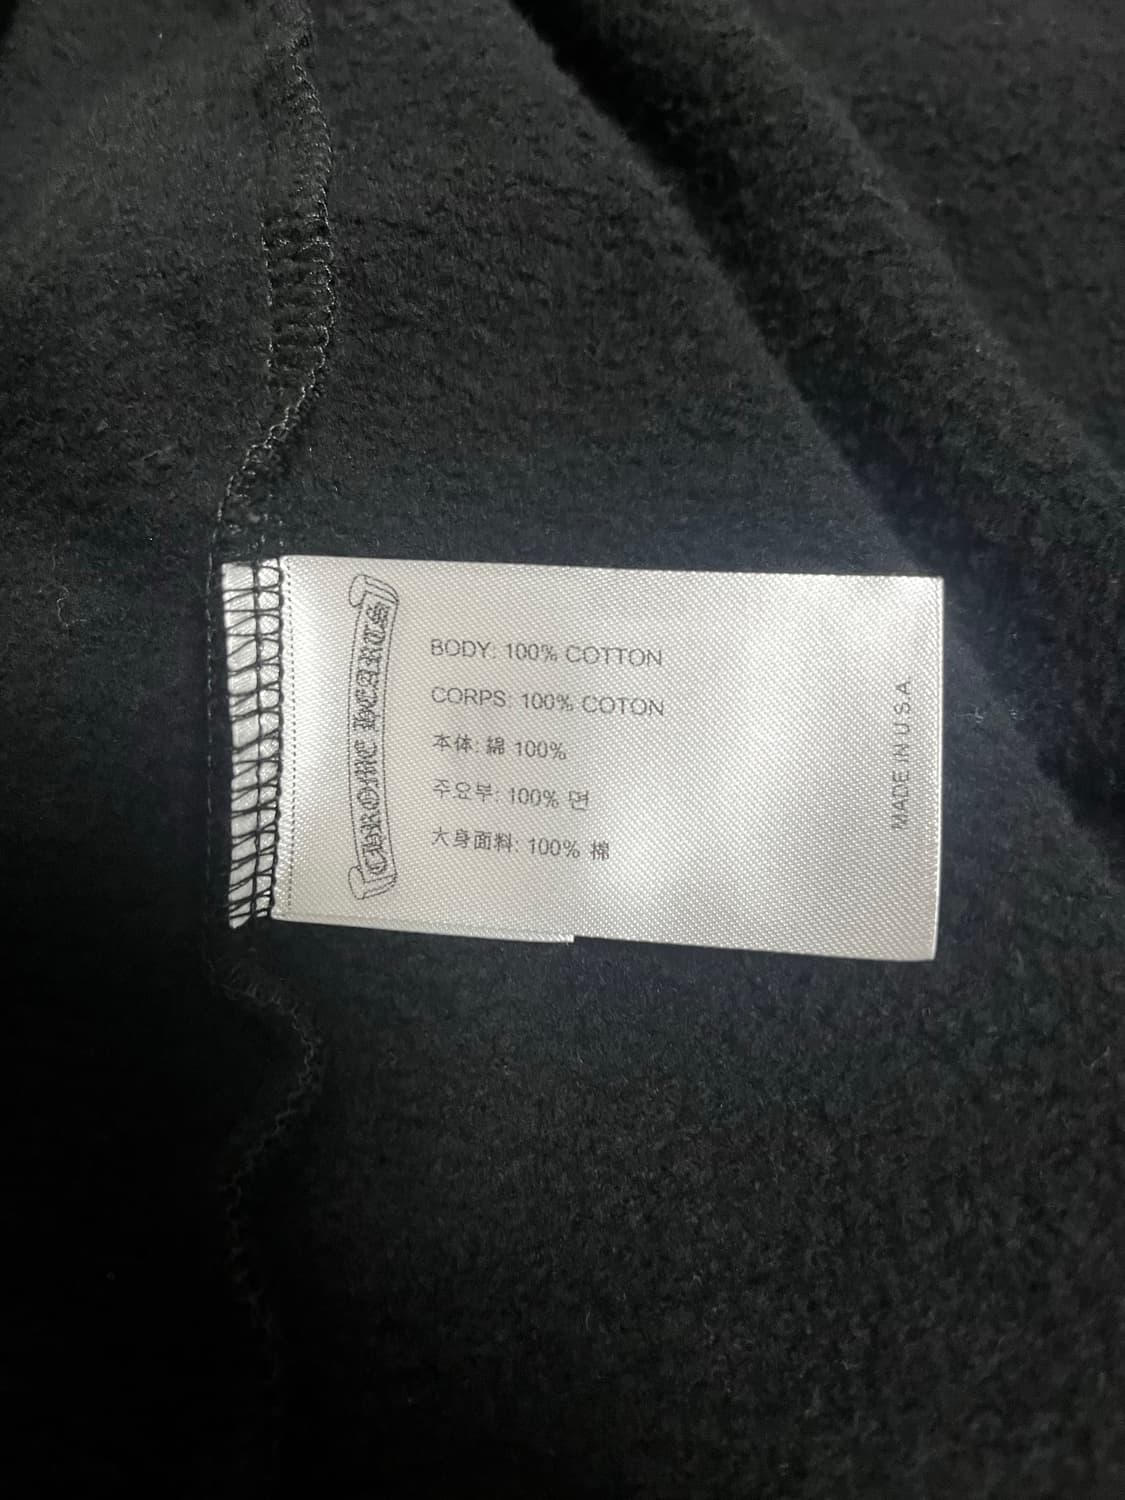 CHROME HEARTS
BODY: 100% COTTON
CORPS: 100% COTON
本体: 綿 100%
주요부: 100% 면
大身面料: 100% 棉
MADE IN U.S.A.